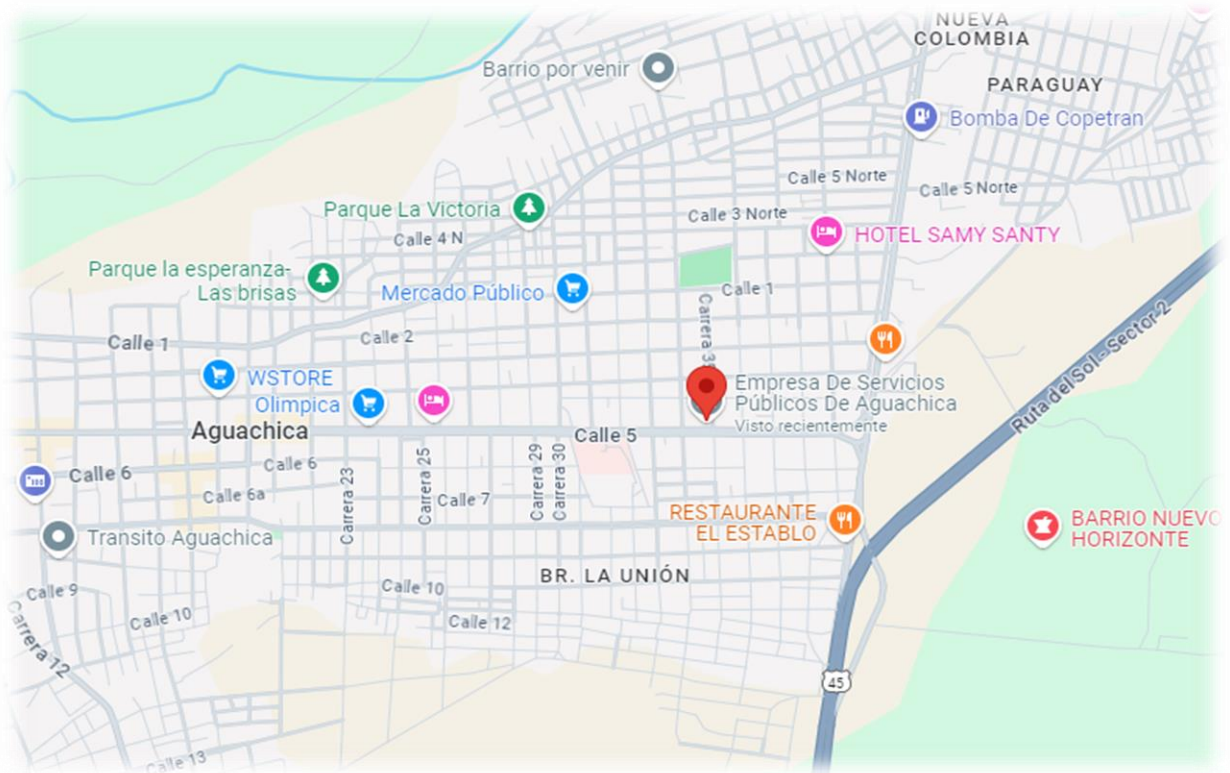 NUEVA
COLOMBIA
Barrio por venir
PARAGUAY
Bomba De Copetran
Calle 5 Norte
Calle 5 Norte
Parque La Victoria
Calle 3 Norte
HOTEL SAMY SANTY
Calle 4 N
Parque la esperanza-
Las brisas
Mercado Público
Calle 1
Carrera
Calle 1
Calle 2
Ruta del Sol - Sector 2
WSTORE
Olimpica
Empresa De Servicios
Públicos De Aguachica
Visto recientemente
Aguachica
Calle 5
Calle 6
Calle 6
Calle 6a
Carrera 23
Carrera 25
Calle 7
Carrera 29
Carrera 30
RESTAURANTE
EL ESTABLO
BARRIO NUEVO
HORIZONTE
Transito Aguachica
BR. LA UNIÓN
Calle 9
Calle 10
Calle 10
Calle 12
Carrera 12
45
Calle 13